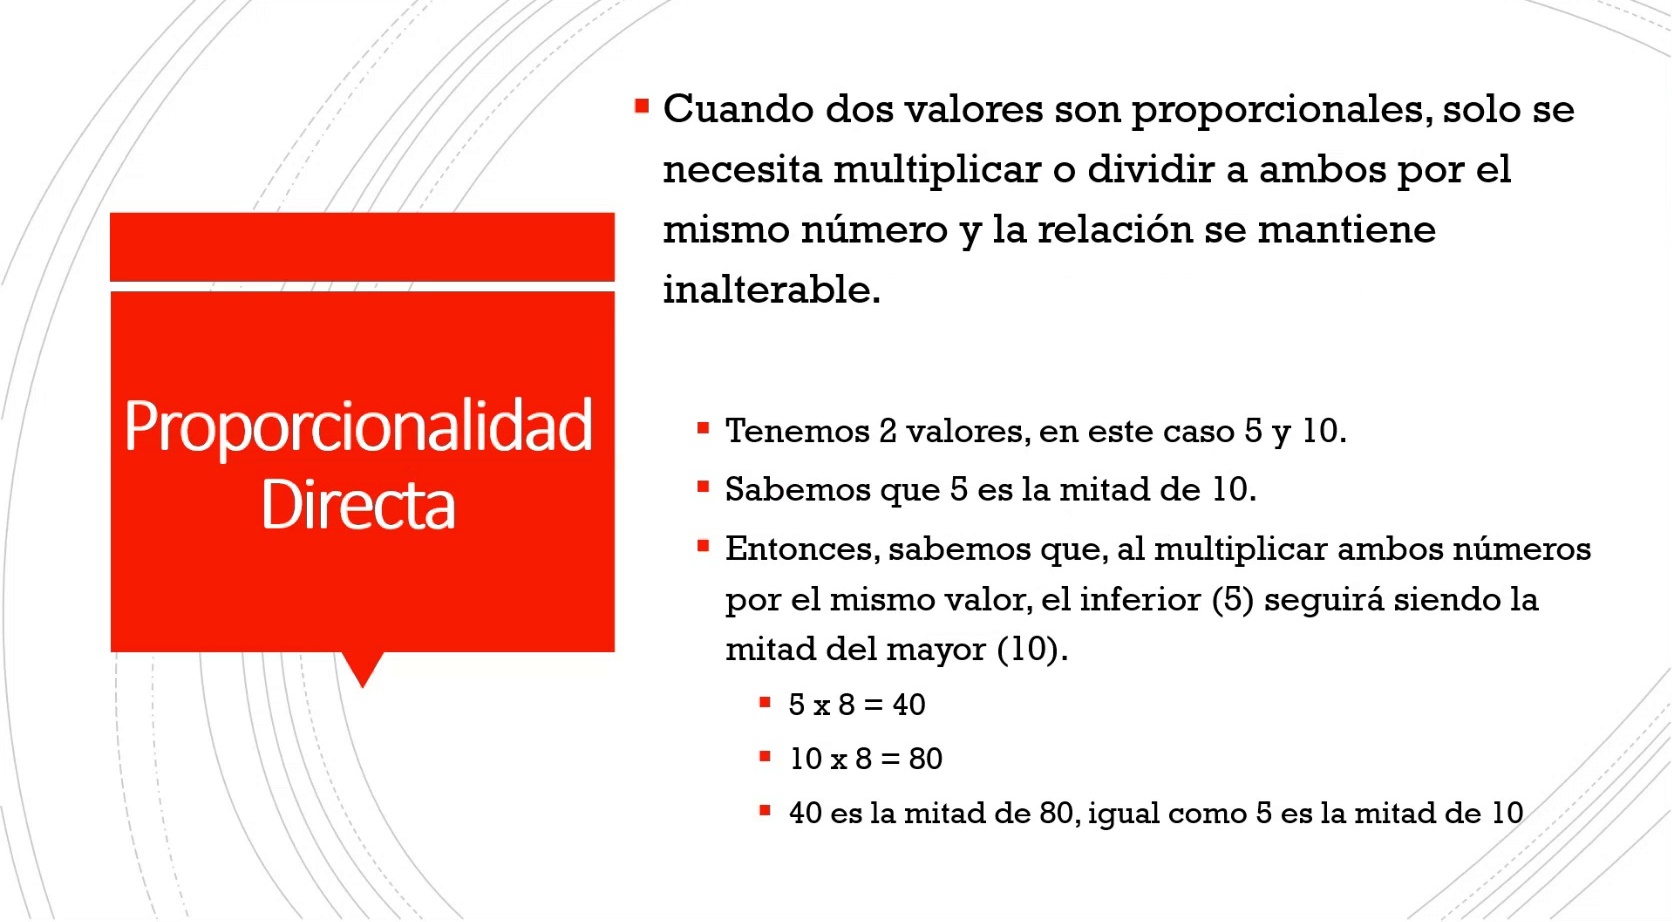 Proporcionalidad
Directa
Cuando dos valores son proporcionales, solo se
necesita multiplicar o dividir a ambos por el
mismo número y la relación se mantiene
inalterable.
Tenemos 2 valores, en este caso 5 y 10.
Sabemos que 5 es la mitad de 10.
Entonces, sabemos que, al multiplicar ambos números
por el mismo valor, el inferior (5) seguirá siendo la
mitad del mayor (10).
5 x 8 = 40
10 x 8 = 80
40 es la mitad de 80, igual como 5 es la mitad de 10